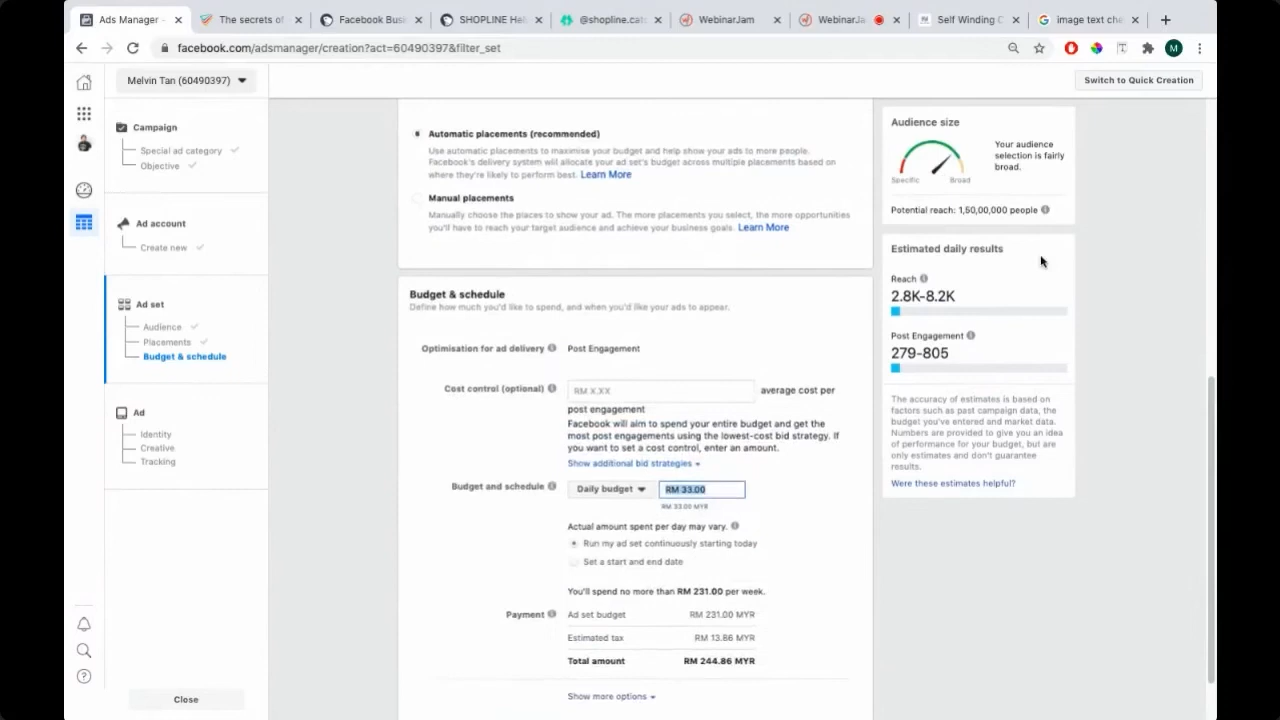 Ads Manager -
The secrets of
Facebook Busi
SHOPLINE Hel
@shopline.cat
WebinarJam
WebinarJa
Self Winding C
image text che
facebook.com/adsmanager/creation?act=60490397&filter_set
M
Melvin Tan (60490397)
Switch to Quick Creation
Campaign
Special ad category
Objective
Ad account
Create new
Ad set
Audience
Placements
Budget & schedule
Ad
Identity
Creative
Tracking
Close
Automatic placements (recommended)
Use automatic placements to maximise your budget and help show your ads to more people.
Facebook's delivery system will allocate your ad set's budget across multiple placements based on
where they're likely to perform best. Learn More
Manual placements
Manually choose the places to show your ad. The more placements you select, the more opportunities
you'll have to reach your target audience and achieve your business goals. Learn More
Budget & schedule
Define how much you'd like to spend, and when you'd like your ads to appear.
Optimisation for ad delivery
Post Engagement
Cost control (optional)
RM X.XX
average cost per
post engagement
Facebook will aim to spend your entire budget and get the
most post engagements using the lowest-cost bid strategy. If
you want to set a cost control, enter an amount.
Show additional bid strategies
Budget and schedule
Daily budget
RM 33.00
RM 33.00 MYR
Actual amount spent per day may vary.
Run my ad set continuously starting today
Set a start and end date
You'll spend no more than RM 231.00 per week.
Payment
Ad set budget RM 231.00 MYR
Estimated tax RM 13.86 MYR
Total amount RM 244.86 MYR
Show more options
Audience size
Your audience
selection is fairly
broad.
Specific
Broad
Potential reach: 1,50,00,000 people
Estimated daily results
Reach
2.8K-8.2K
Post Engagement
279-805
The accuracy of estimates is based on
factors such as past campaign data, the
budget you've entered and market data.
Numbers are provided to give you an idea
of performance for your budget, but are
only estimates and don't guarantee
results.
Were these estimates helpful?